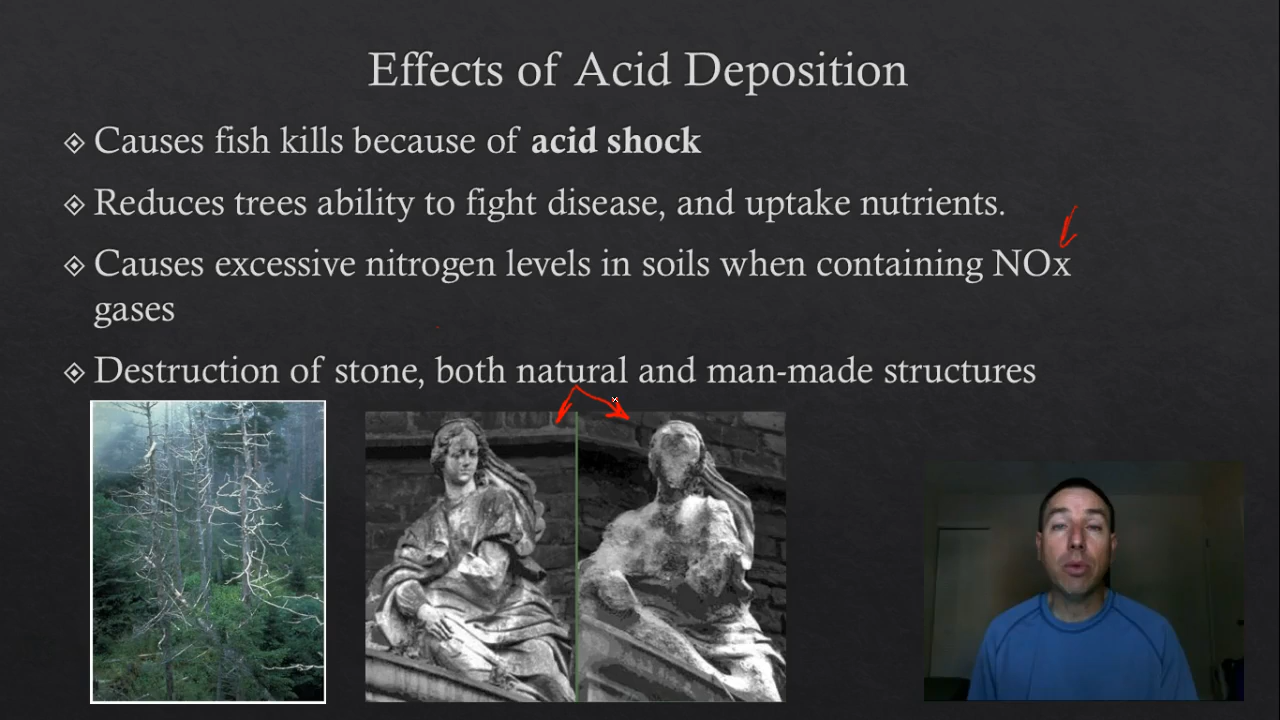 Effects of Acid Deposition
Causes fish kills because of acid shock
Reduces trees ability to fight disease, and uptake nutrients.
Causes excessive nitrogen levels in soils when containing NOx
gases
Destruction of stone, both natural and man-made structures